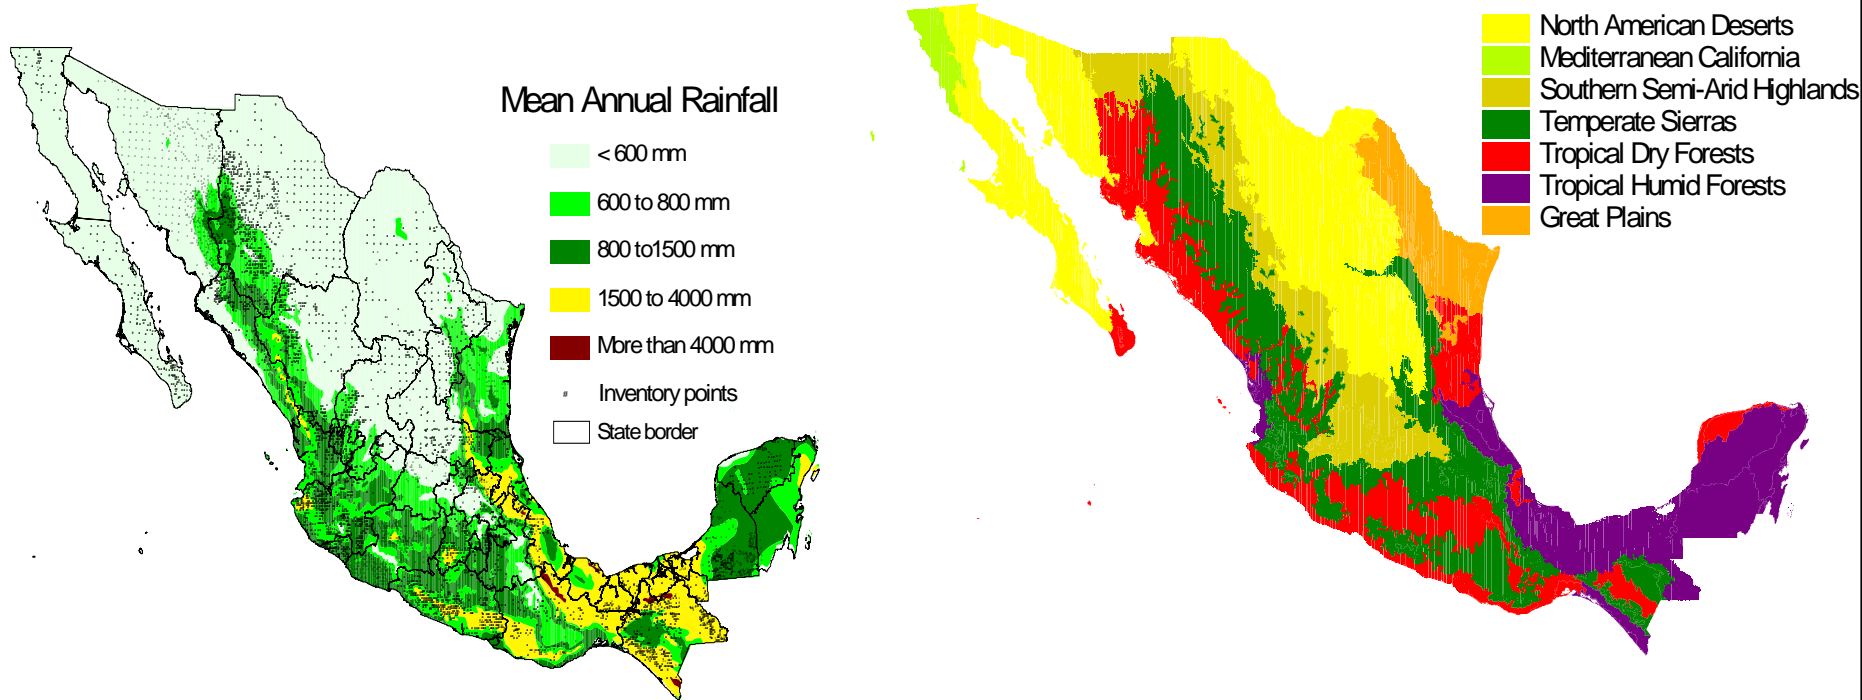 Mean Annual Rainfall
< 600 mm
600 to 800 mm
800 to1500 mm
1500 to 4000 mm
More than 4000 mm
Inventory points
State border
North American Deserts
Mediterranean California
Southern Semi-Arid Highlands
Temperate Sierras
Tropical Dry Forests
Tropical Humid Forests
Great Plains